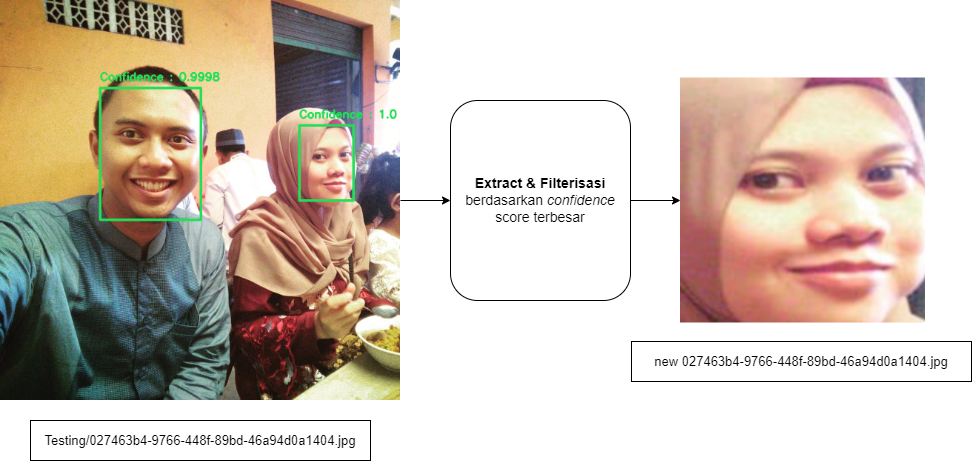 Confidence : 0.9998
Confidence : 1.0
Extract & Filterisasi
berdasarkan confidence
score terbesar
new 027463b4-9766-448f-89bd-46a94d0a1404.jpg
Testing/027463b4-9766-448f-89bd-46a94d0a1404.jpg